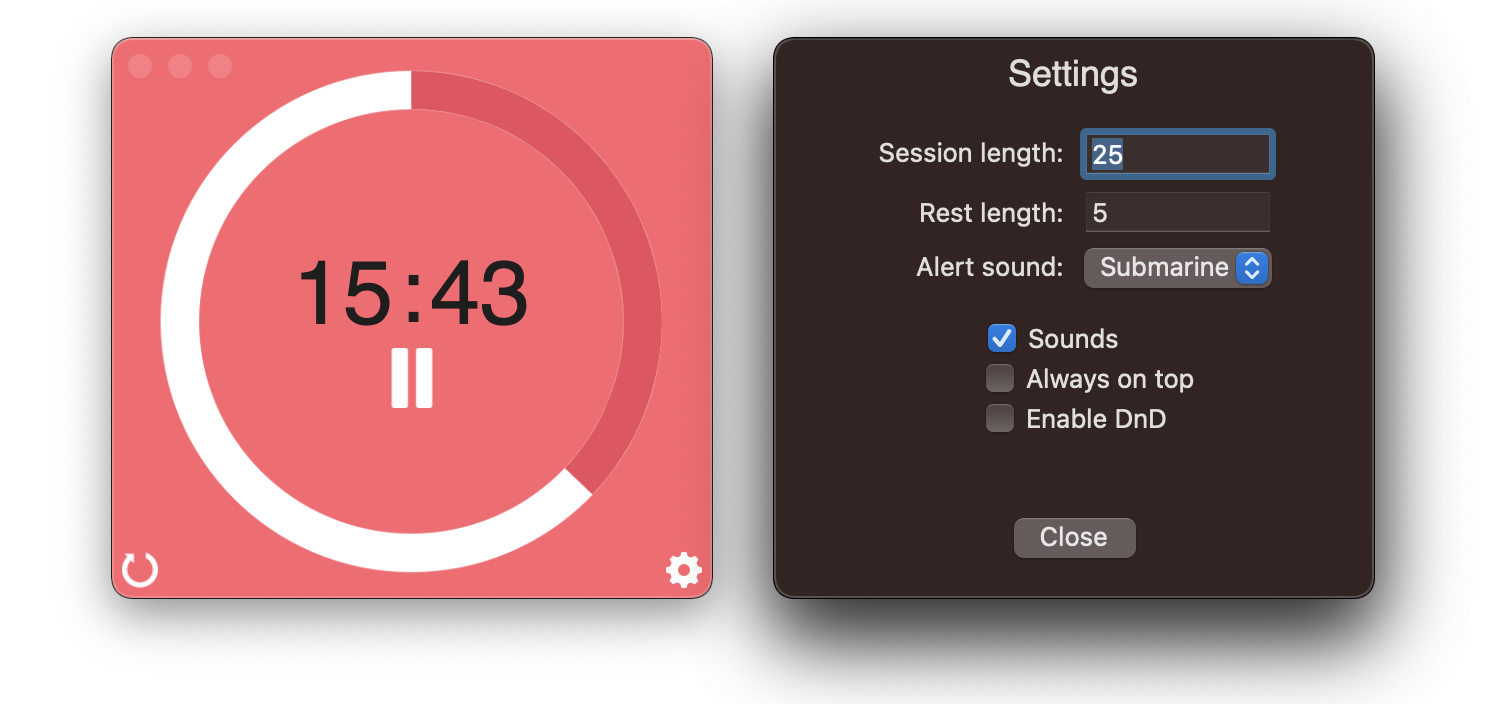 15:43
Settings
Session length: 25
Rest length: 5
Alert sound: Submarine
Sounds
Always on top
Enable DnD
Close